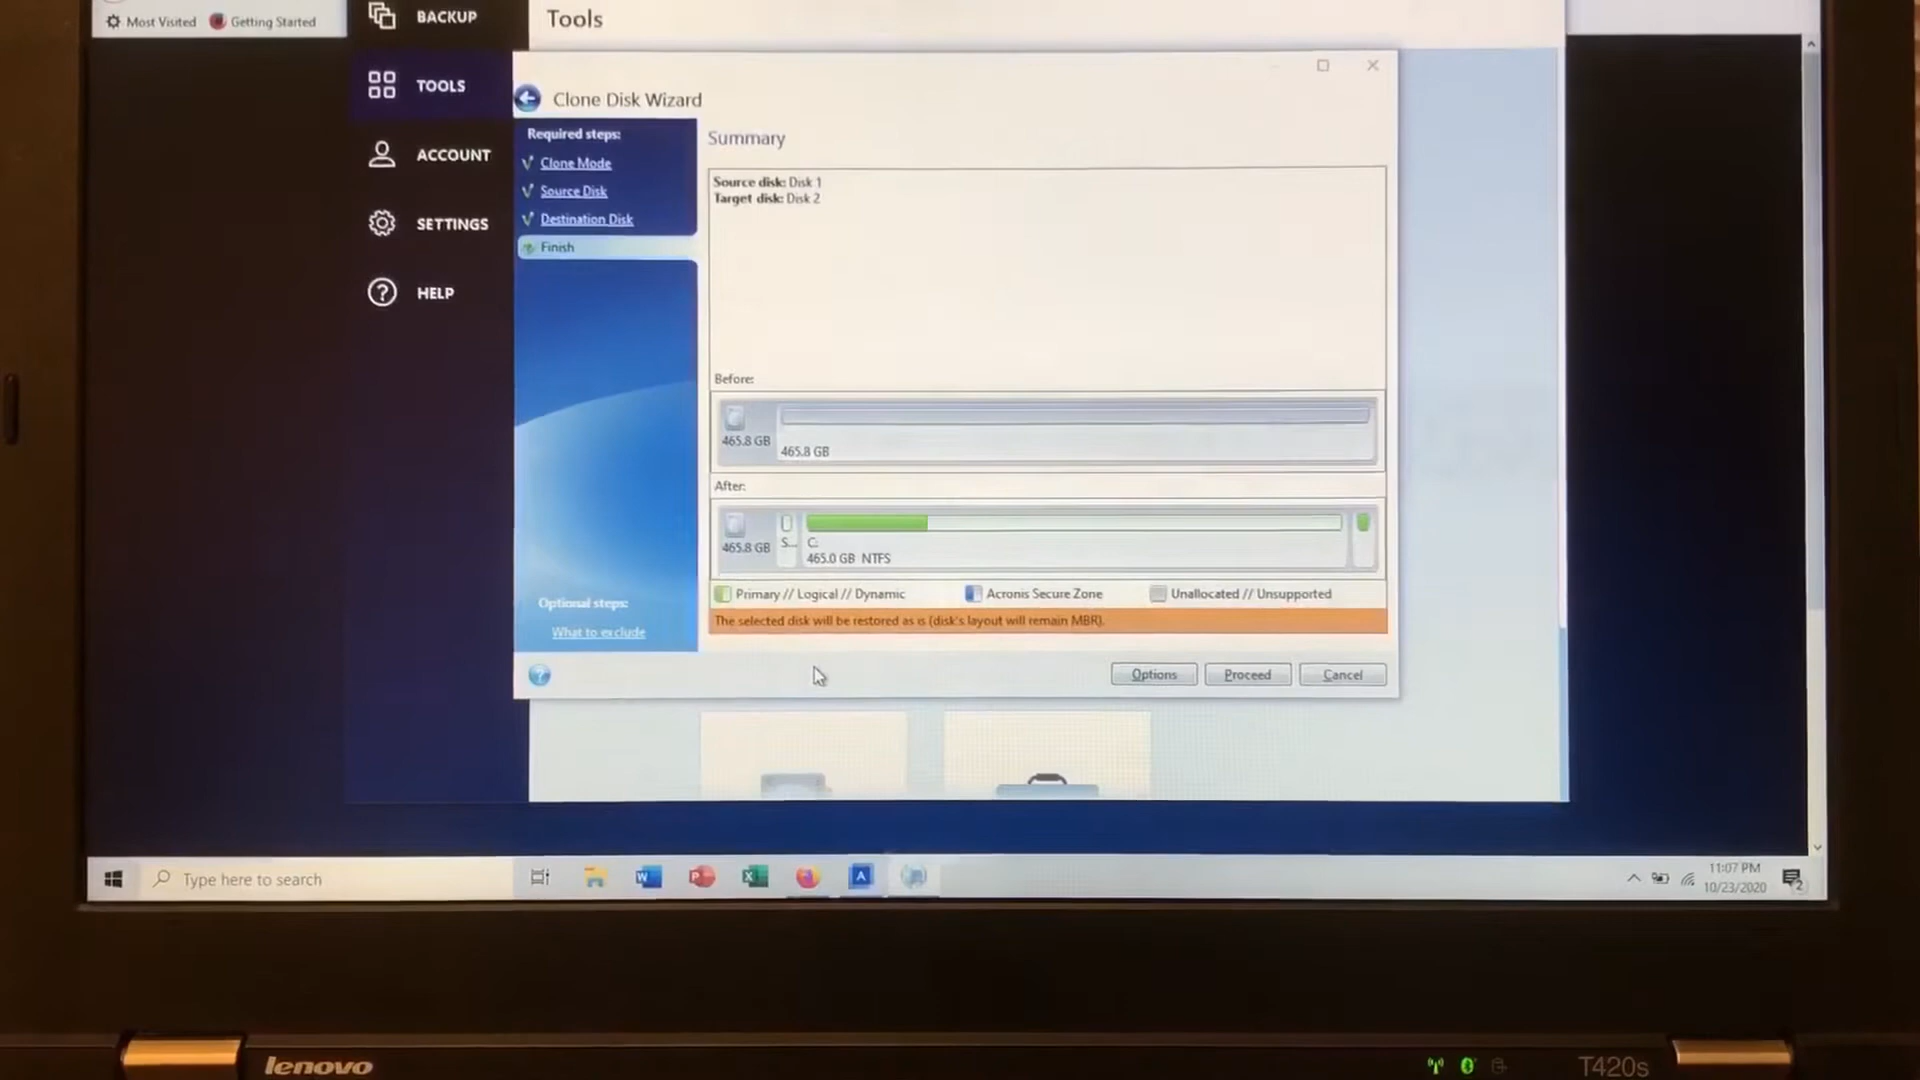 Most Visited
Getting Started
BACKUP
TOOLS
ACCOUNT
SETTINGS
HELP
Tools
Clone Disk Wizard
Required steps:
Clone Mode
Source Disk
Destination Disk
Finish
Optional steps:
What to exclude
Summary
Source disk: Disk 1
Target disk: Disk 2
Before:
465.8 GB
465.8 GB
After:
465.8 GB
S...
C:
465.0 GB NTFS
Primary // Logical // Dynamic
Acronis Secure Zone
Unallocated // Unsupported
The selected disk will be restored as is (disk's layout will remain MBR).
?
Options
Proceed
Cancel
Type here to search
W
P
X
A
11:07 PM
10/23/2020
2
lenovo
T420s